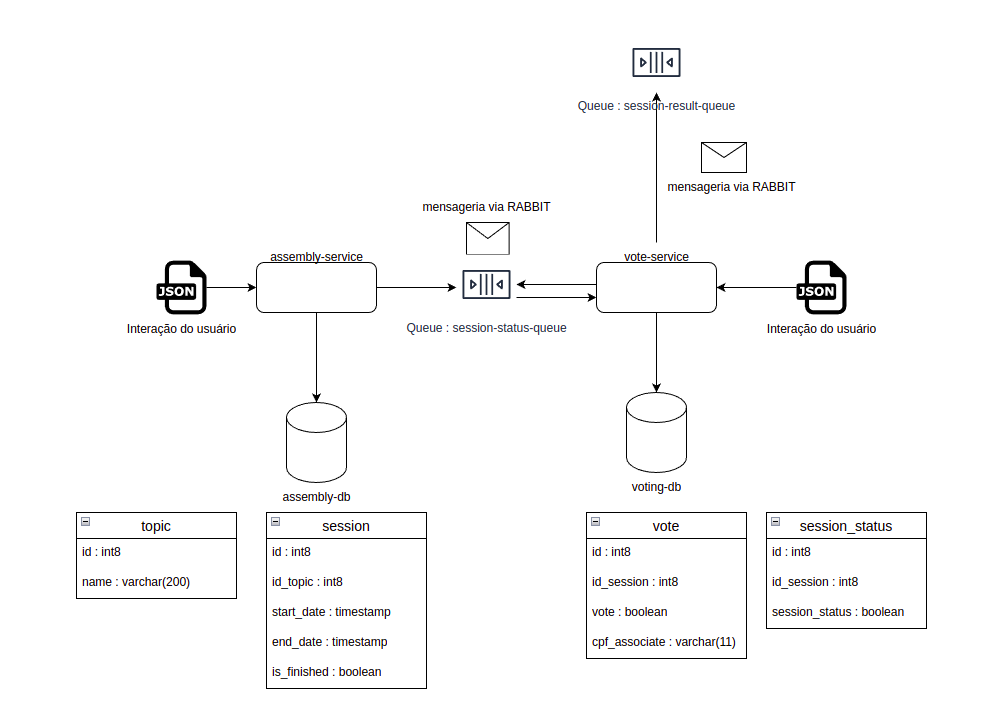 Queue : session-result-queue
mensageria via RABBIT
mensageria via RABBIT
assembly-service
vote-service
JSON
JSON
Interação do usuário
Queue : session-status-queue
Interação do usuário
assembly-db
voting-db
topic
id : int8
name : varchar(200)
session
id : int8
id_topic : int8
start_date : timestamp
end_date : timestamp
is_finished : boolean
vote
id : int8
id_session : int8
vote : boolean
cpf_associate : varchar(11)
session_status
id : int8
id_session : int8
session_status : boolean